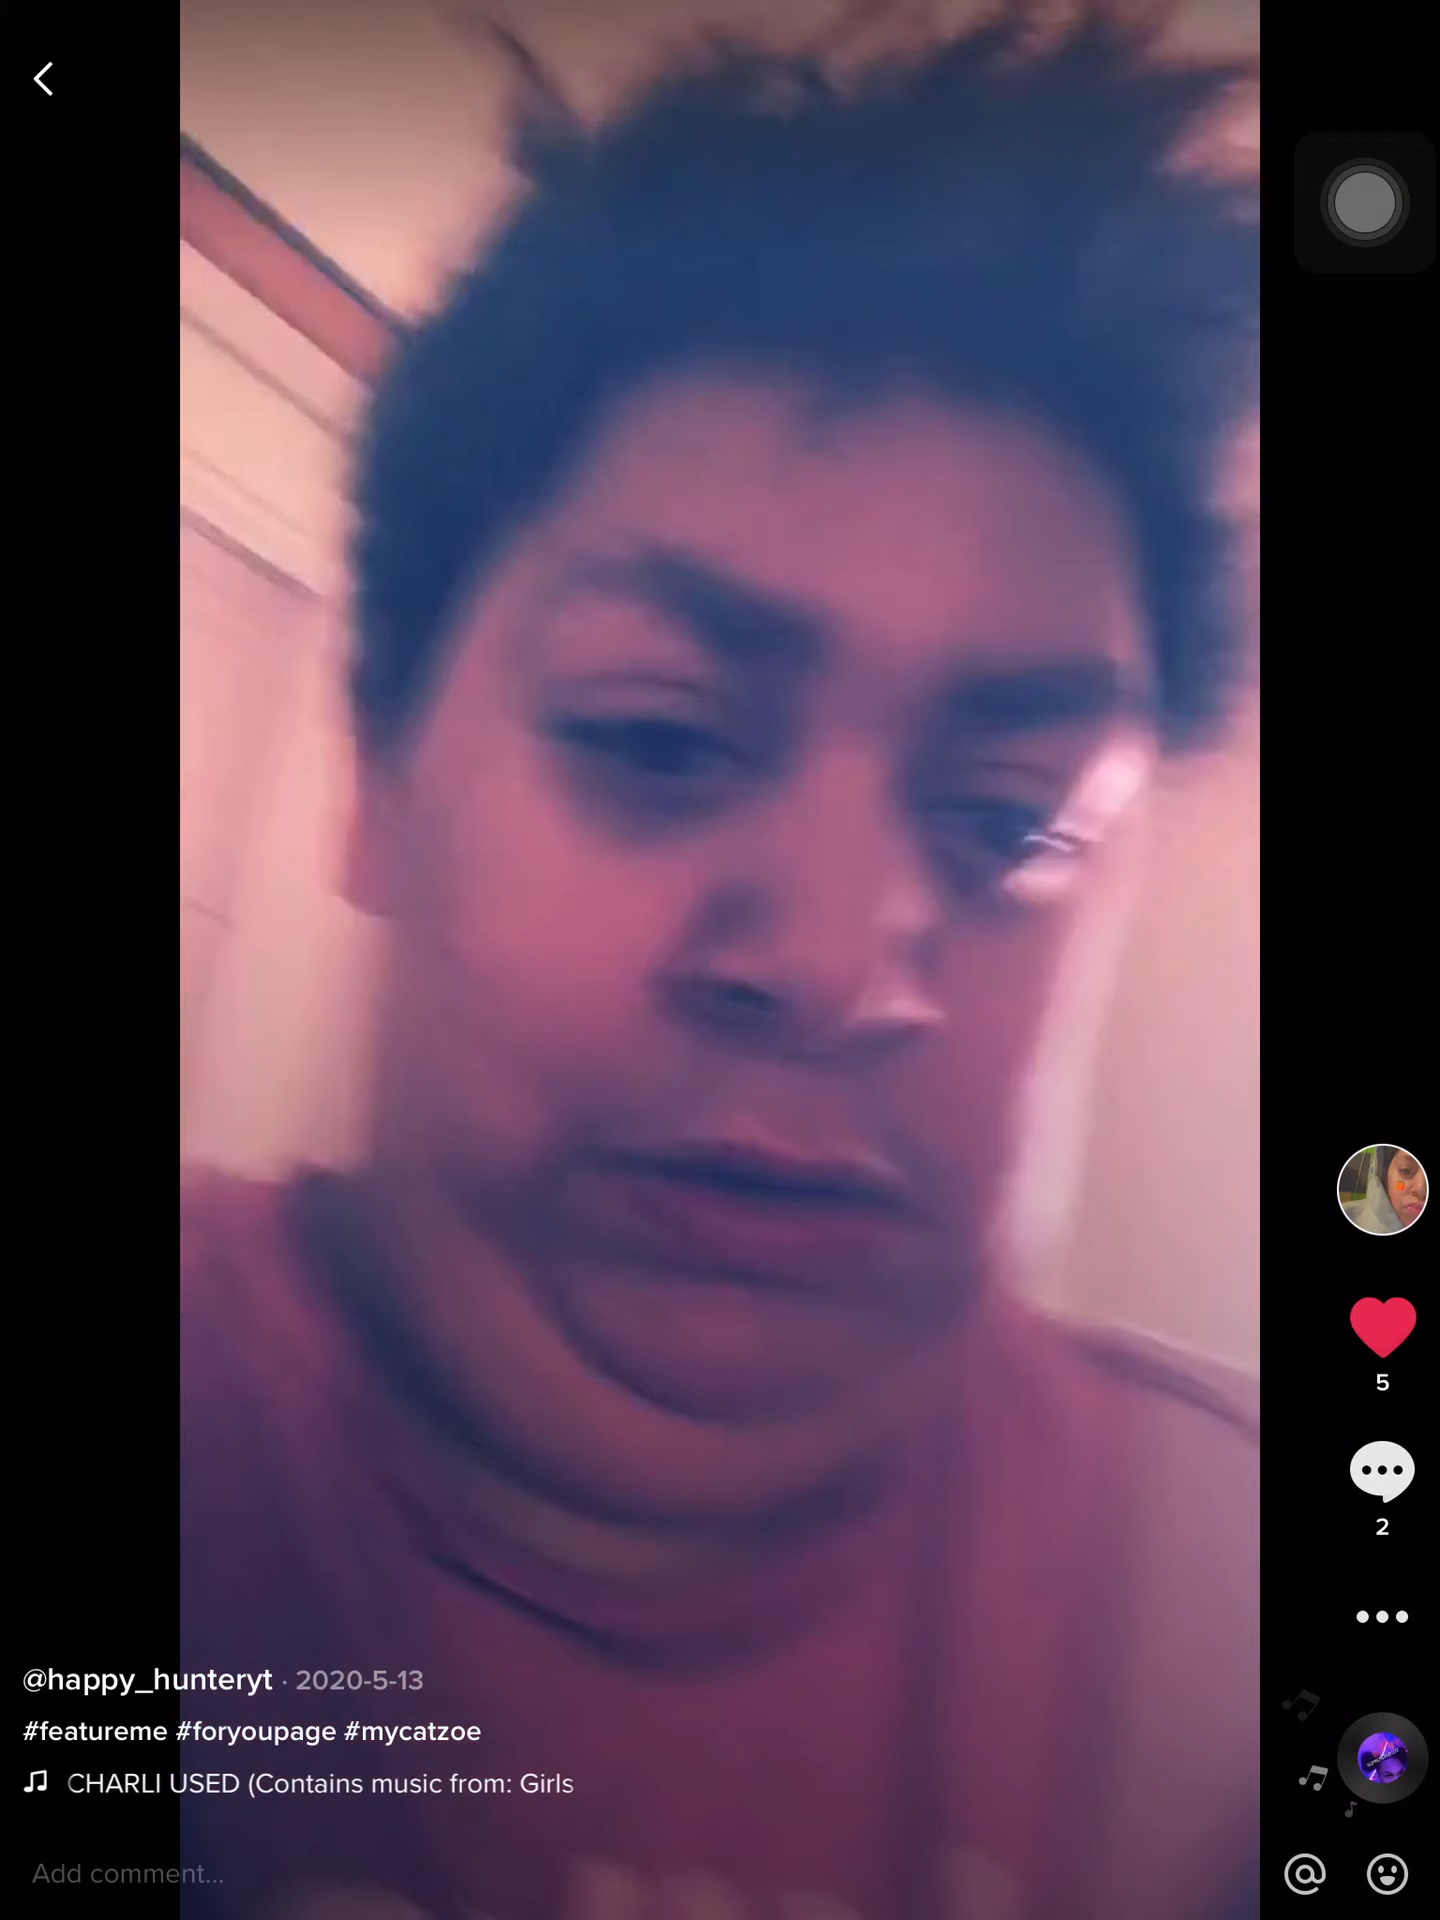 5
2
@happy_hunteryt · 2020-5-13
#featureme #foryoupage #mycatzoe
CHARLI USED (Contains music from: Girls
Add comment...